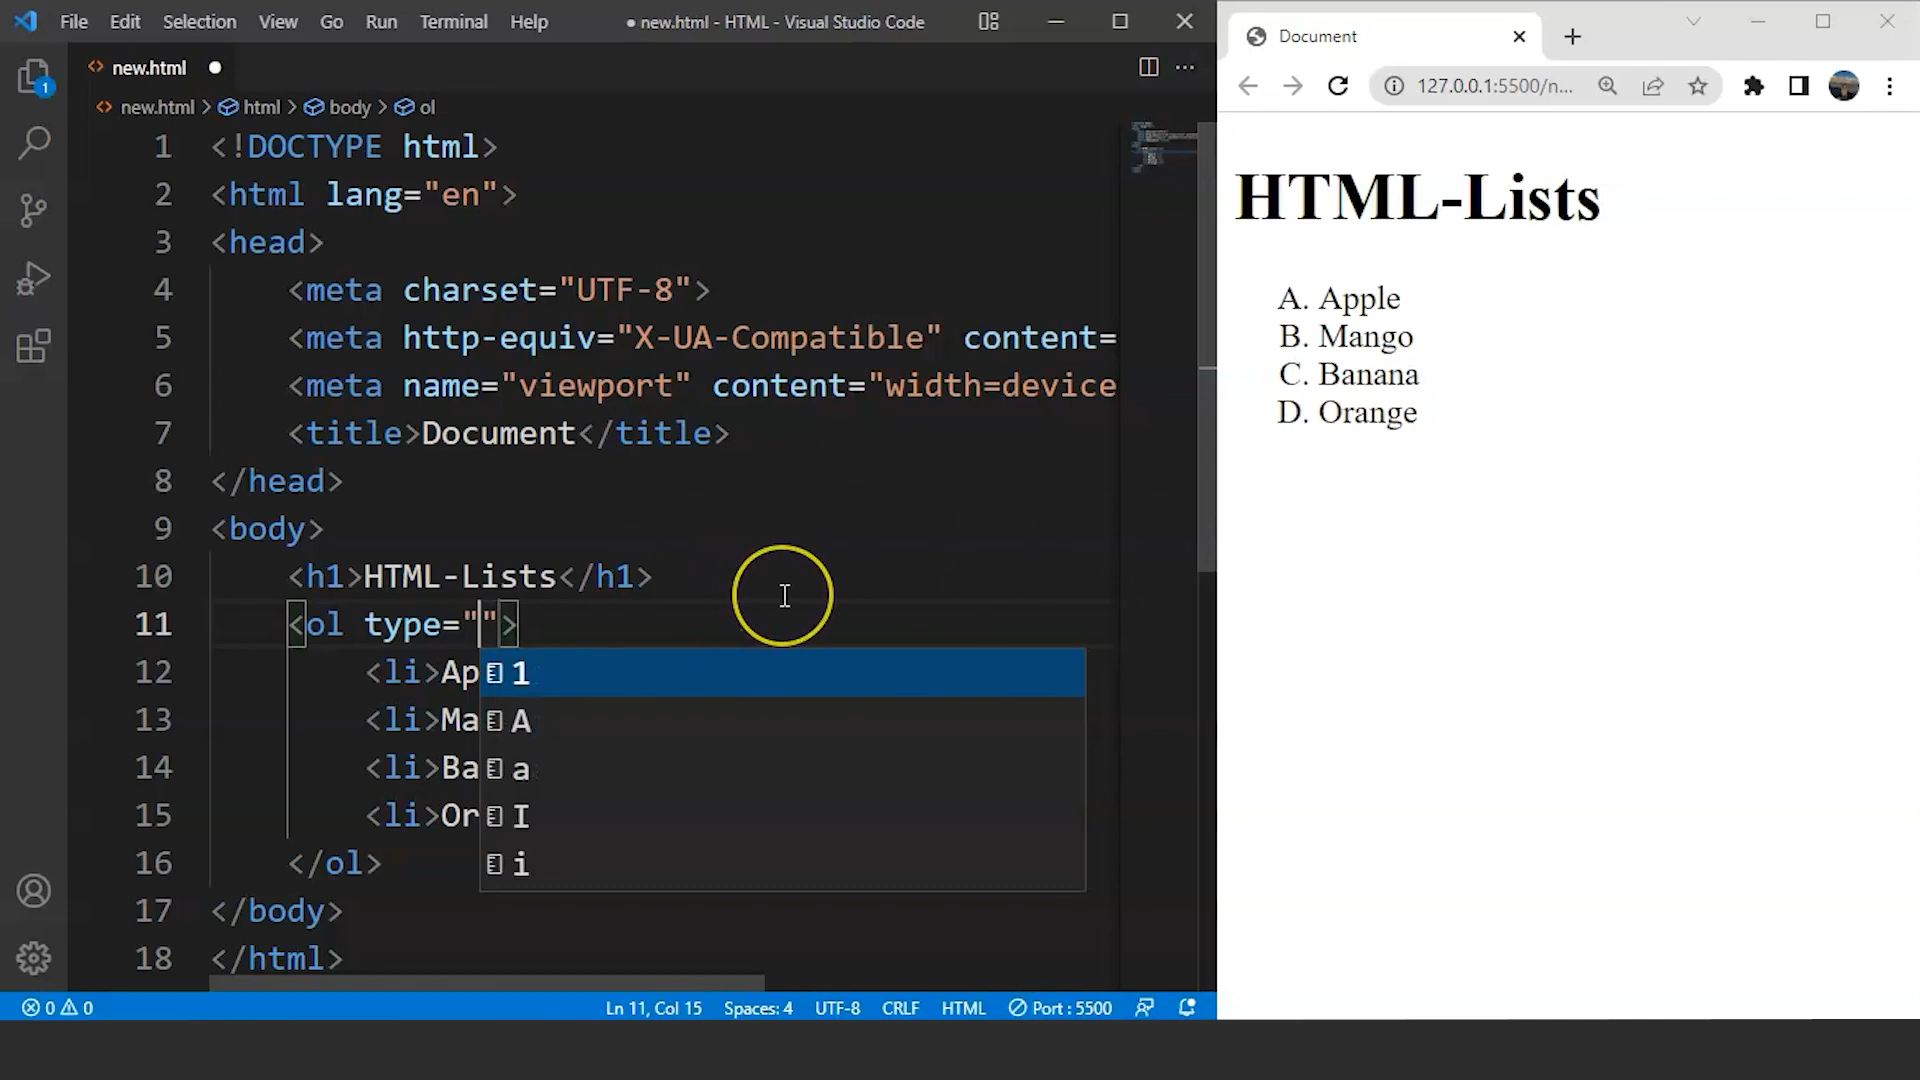 File Edit Selection View Go Run Terminal Help
● new.html - HTML - Visual Studio Code
new.html
1
new.html > html > body > ol
1 <!DOCTYPE html>
2 <html lang="en">
3 <head>
4 <meta charset="UTF-8">
5 <meta http-equiv="X-UA-Compatible" content=
6 <meta name="viewport" content="width=device
7 <title>Document</title>
8 </head>
9 <body>
10 <h1>HTML-Lists</h1>
11 <ol type="">
12 <li>Ap
13 <li>Ma
14 <li>Ba
15 <li>Or
16 </ol>
17 </body>
18 </html>
1
A
a
I
i
0 0 Ln 11, Col 15 Spaces: 4 UTF-8 CRLF HTML Port : 5500
Document
127.0.0.1:5500/n...
HTML-Lists
A. Apple
B. Mango
C. Banana
D. Orange